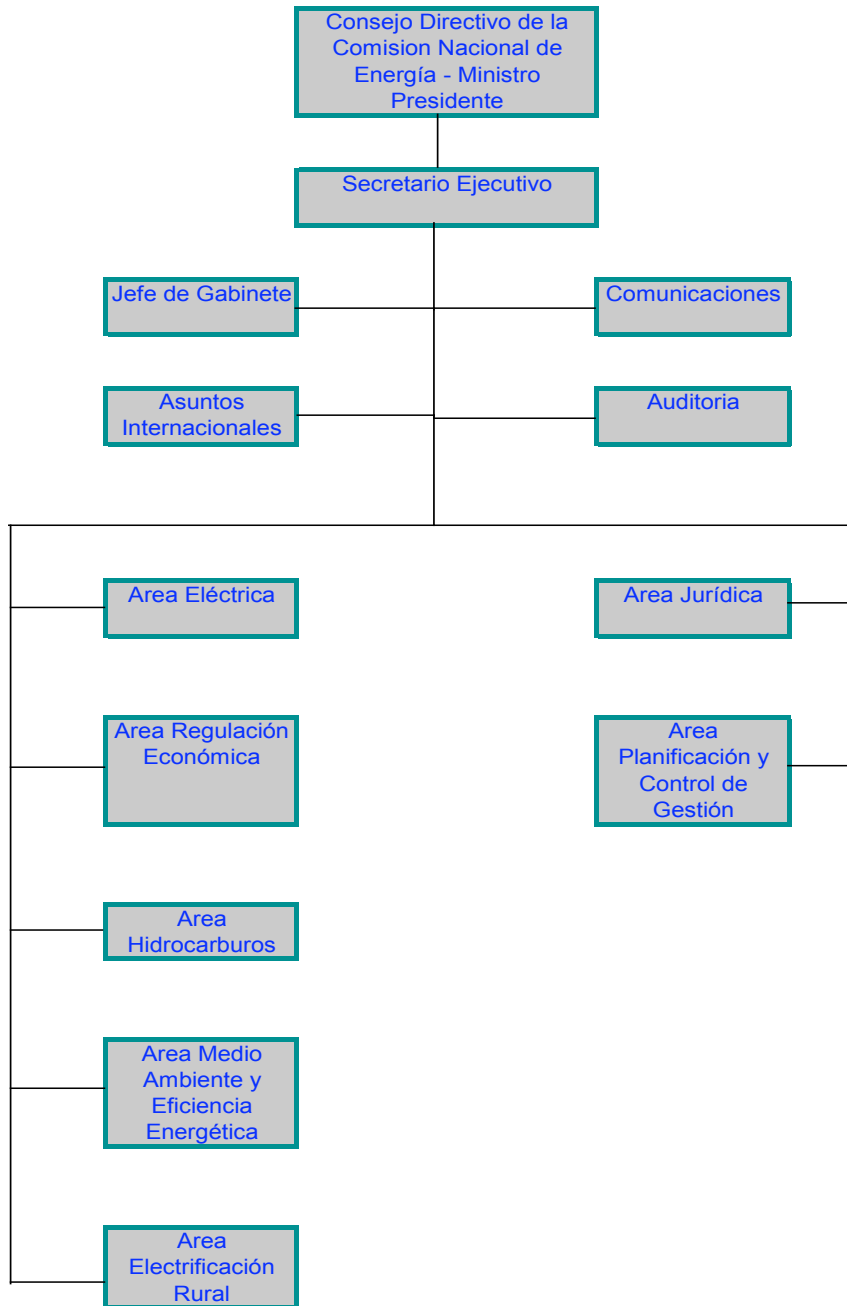 Consejo Directivo de la
Comision Nacional de
Energía - Ministro
Presidente
Secretario Ejecutivo
Jefe de Gabinete
Comunicaciones
Asuntos
Internacionales
Auditoria
Area Eléctrica
Area Jurídica
Area Regulación
Económica
Area
Planificación y
Control de
Gestión
Area
Hidrocarburos
Area Medio
Ambiente y
Eficiencia
Energética
Area
Electrificación
Rural